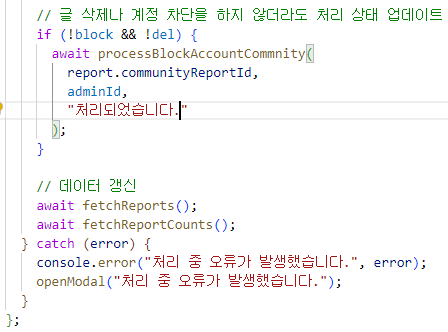 // 글 삭제나 계정 차단을 하지 않더라도 처리 상태 업데이트
if (!block && !del) {
await processBlockAccountCommnity(
report.communityReportId,
adminId,
"처리되었습니다."
);
}
// 데이터 갱신
await fetchReports();
await fetchReportCounts();
} catch (error) {
console.error("처리 중 오류가 발생했습니다.", error);
openModal("처리 중 오류가 발생했습니다.");
}
};